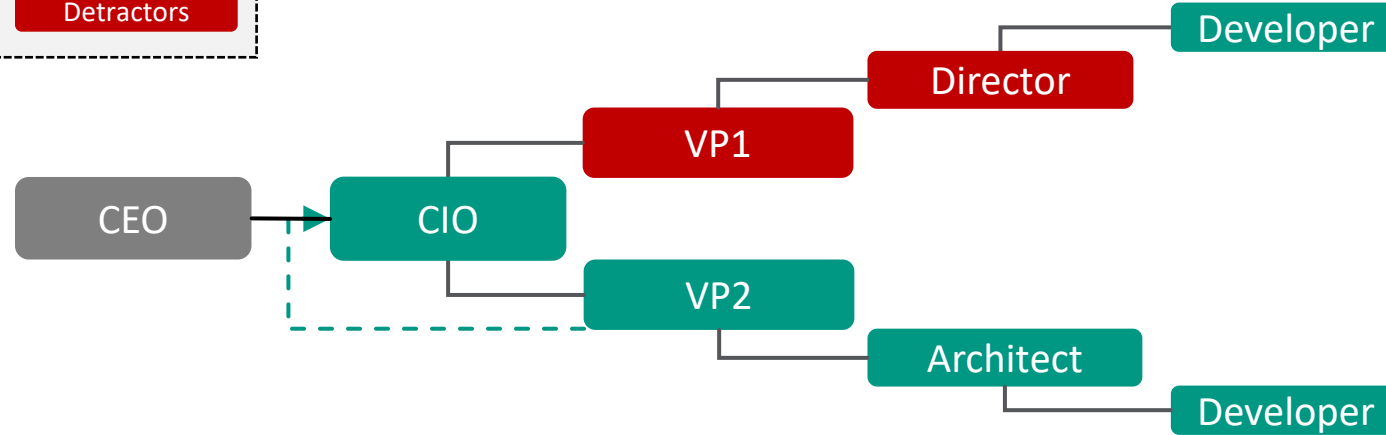 Detractors
Developer
Director
VP1
CEO
CIO
VP2
Architect
Developer